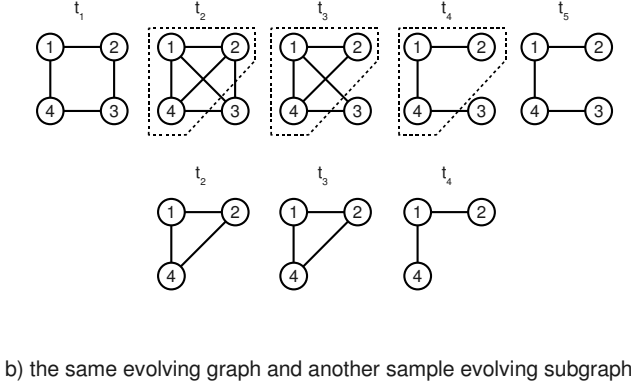 t1 t2 t3 t4 t5
1 2 1 2 1 2 1 2 1 2
4 3 4 3 4 3 4 3 4 3
t2 t3 t4
1 2 1 2 1 2
4 4 4
b) the same evolving graph and another sample evolving subgraph